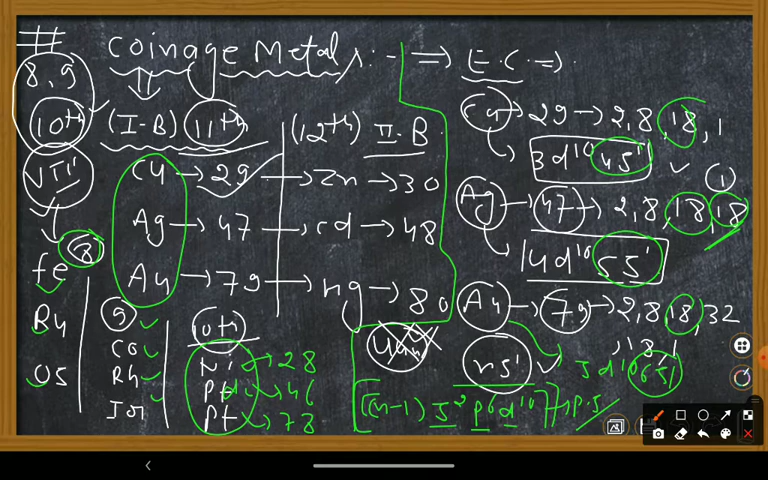 #
Coinage Metals :- => E.C =>
8, 9
10th
(I-B) 11th
(12th) II-B
VIII
Cu → 29 → Zn → 30
Ag → 47 → cd → 48
Au → 79 → Hg → 80
8
fe
Ru
Os
9
Co
Rh
10th
Ni → 28
Pd → 46
Pt → 78
Cu → 29 → 2,8,18,1
3d10 4s1
Ag → 47 → 2,8,18,18
(1)
4d10 5s1
Au → 79 → 2,8,18,32
,18,1
ns1
5d10 6s1
[(n-1) s2 p6 d10] → P.S